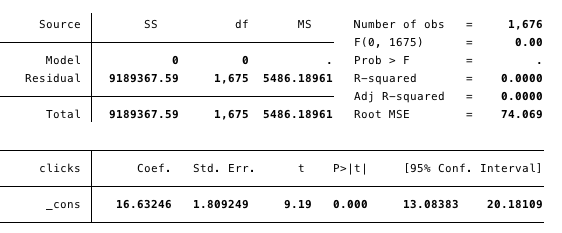 Source SS df MS Number of obs = 1,676
F(0, 1675) = 0.00
Model 0 0 . Prob > F = .
Residual 9189367.59 1,675 5486.18961 R-squared = 0.0000
Adj R-squared = 0.0000
Total 9189367.59 1,675 5486.18961 Root MSE = 74.069
clicks Coef. Std. Err. t P>|t| [95% Conf. Interval]
_cons 16.63246 1.809249 9.19 0.000 13.08383 20.18109